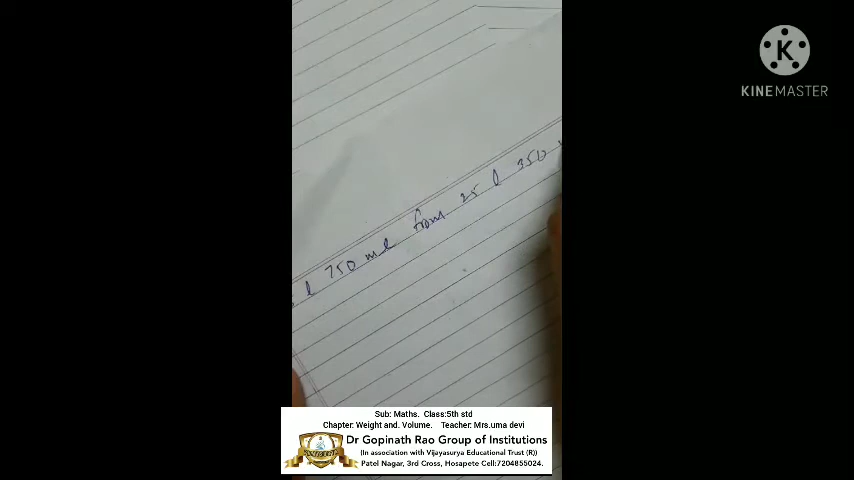 KINEMASTER
l 750 ml from 25 l 350
Sub: Maths. Class:5th std
Chapter: Weight and. Volume. Teacher: Mrs.uma devi
Dr Gopinath Rao Group of Institutions
(In association with Vijayasurya Educational Trust (R))
Patel Nagar, 3rd Cross, Hosapete Cell:7204855024.